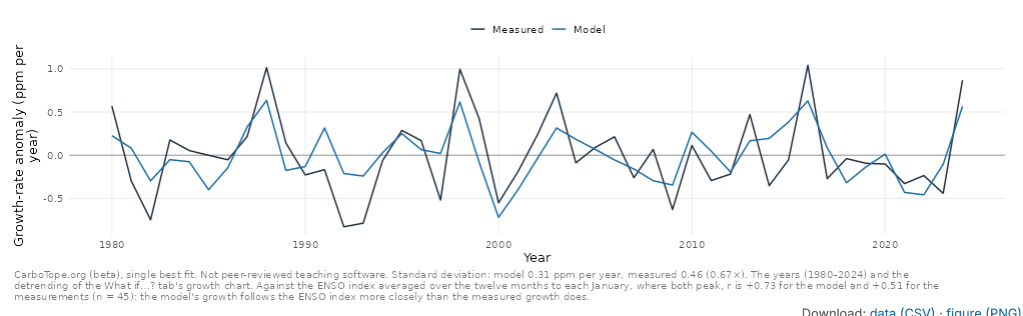 Measured Model
Growth-rate anomaly (ppm per
year)
1.0
0.5
0.0
-0.5
1980 1990 2000 2010 2020
Year
CarboTope.org (beta), single best fit. Not peer-reviewed teaching software. Standard deviation: model 0.31 ppm per year, measured 0.46 (0.67×). The years (1980–2024) and the
detrending of the What if...? tab's growth chart. Against the ENSO index averaged over the twelve months to each January, where both peak, r is +0.73 for the model and +0.51 for the
measurements (n = 45): the model's growth follows the ENSO index more closely than the measured growth does.
Download: data (CSV) · figure (PNG)